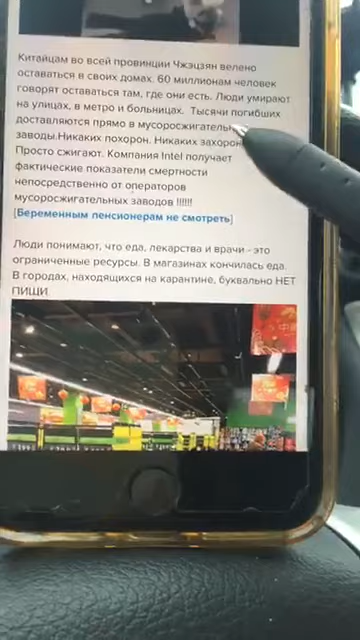 Китайцам во всей провинции Чжэцзян велено
оставаться в своих домах. 60 миллионам человек
говорят оставаться там, где они есть. Люди умирают
на улицах, в метро и больницах. Тысячи погибших
доставляются прямо в мусоросжигательн
заводы.Никаких похорон. Никаких захорон
Просто сжигают. Компания Intel получает
фактические показатели смертности
непосредственно от операторов
мусоросжигательных заводов !!!!!!
[Беременным пенсионерам не смотреть]
Люди понимают, что еда, лекарства и врачи - это
ограниченные ресурсы. В магазинах кончилась еда.
В городах, находящихся на карантине, буквально НЕТ
ПИЩИ.